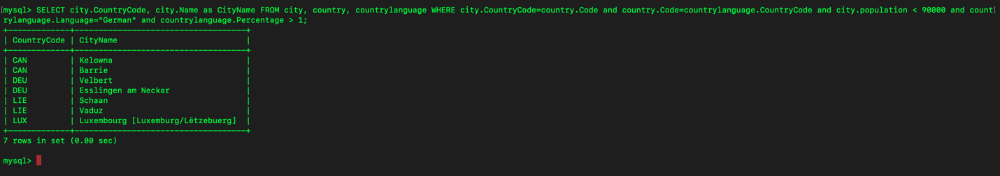 [mysql> SELECT city.CountryCode, city.Name as CityName FROM city, country, countrylanguage WHERE city.CountryCode=country.Code and country.Code=countrylanguage.CountryCode and city.population < 90000 and count]
rylanguage.Language="German" and countrylanguage.Percentage > 1;
+-------------+-----------------------------------+
| CountryCode | CityName                          |
+-------------+-----------------------------------+
| CAN         | Kelowna                           |
| CAN         | Barrie                            |
| DEU         | Velbert                           |
| DEU         | Esslingen am Neckar               |
| LIE         | Schaan                            |
| LIE         | Vaduz                             |
| LUX         | Luxembourg [Luxemburg/Lëtzebuerg]  |
+-------------+-----------------------------------+
7 rows in set (0.00 sec)
mysql>